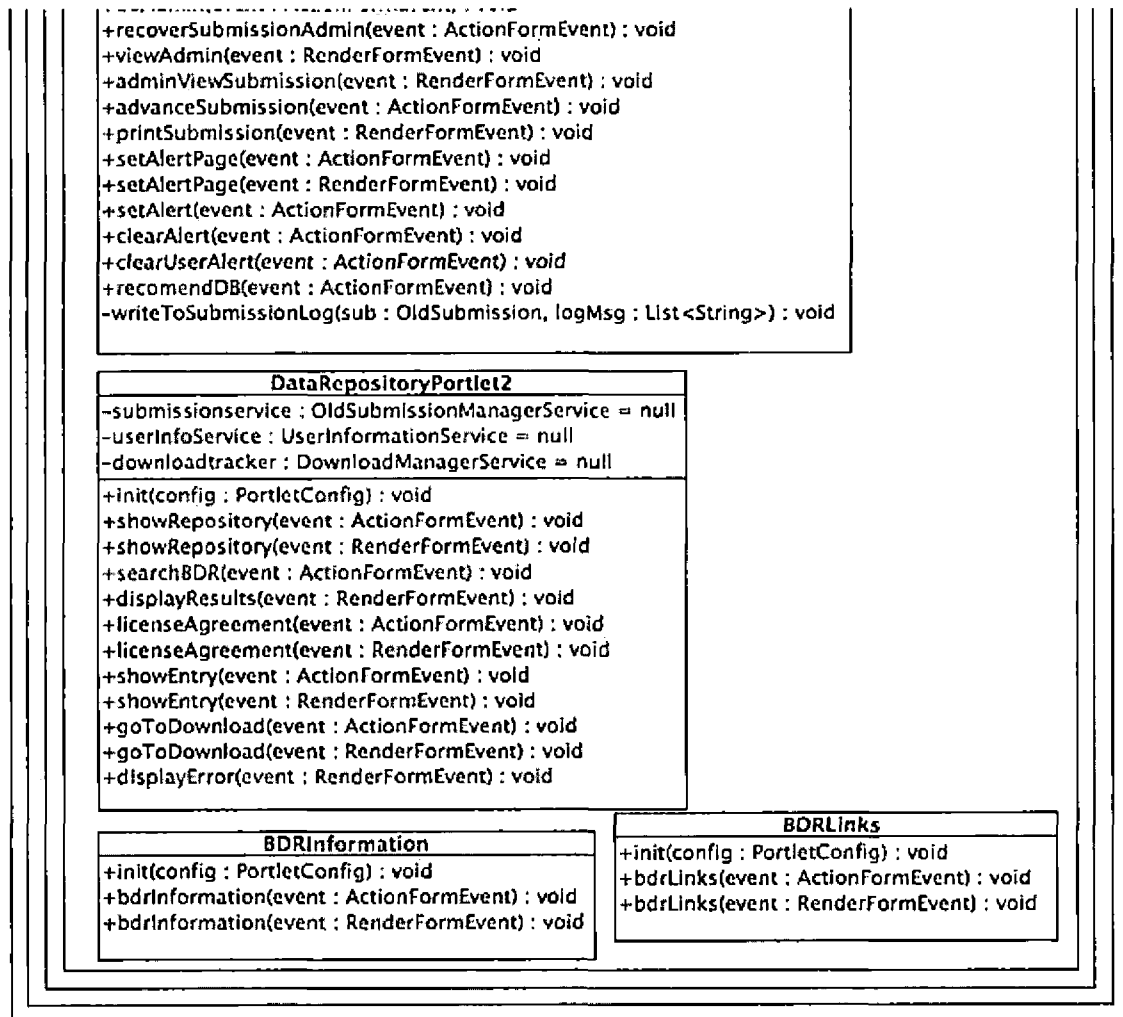 +recoverSubmissionAdmin(event : ActionFormEvent) : void
+viewAdmin(event : RenderFormEvent) : void
+adminViewSubmission(event : RenderFormEvent) : void
+advanceSubmission(event : ActionFormEvent) : void
+printSubmission(event : RenderFormEvent) : void
+setAlertPage(event : ActionFormEvent) : void
+setAlertPage(event : RenderFormEvent) : void
+setAlert(event : ActionFormEvent) : void
+clearAlert(event : ActionFormEvent) : void
+clearUserAlert(event : ActionFormEvent) : void
+recomendDB(event : ActionFormEvent) : void
-writeToSubmissionLog(sub : OldSubmission, logMsg : List<String>) : void
DataRepositoryPortlet2
-submissionservice : OldSubmissionManagerService = null
-userInfoService : UserInformationService = null
-downloadtracker : DownloadManagerService = null
+init(config : PortletConfig) : void
+showRepository(event : ActionFormEvent) : void
+showRepository(event : RenderFormEvent) : void
+searchBDR(event : ActionFormEvent) : void
+displayResults(event : RenderFormEvent) : void
+licenseAgreement(event : ActionFormEvent) : void
+licenseAgreement(event : RenderFormEvent) : void
+showEntry(event : ActionFormEvent) : void
+showEntry(event : RenderFormEvent) : void
+goToDownload(event : ActionFormEvent) : void
+goToDownload(event : RenderFormEvent) : void
+displayError(event : RenderFormEvent) : void
BDRInformation
+init(config : PortletConfig) : void
+bdrInformation(event : ActionFormEvent) : void
+bdrInformation(event : RenderFormEvent) : void
BDRLinks
+init(config : PortletConfig) : void
+bdrLinks(event : ActionFormEvent) : void
+bdrLinks(event : RenderFormEvent) : void